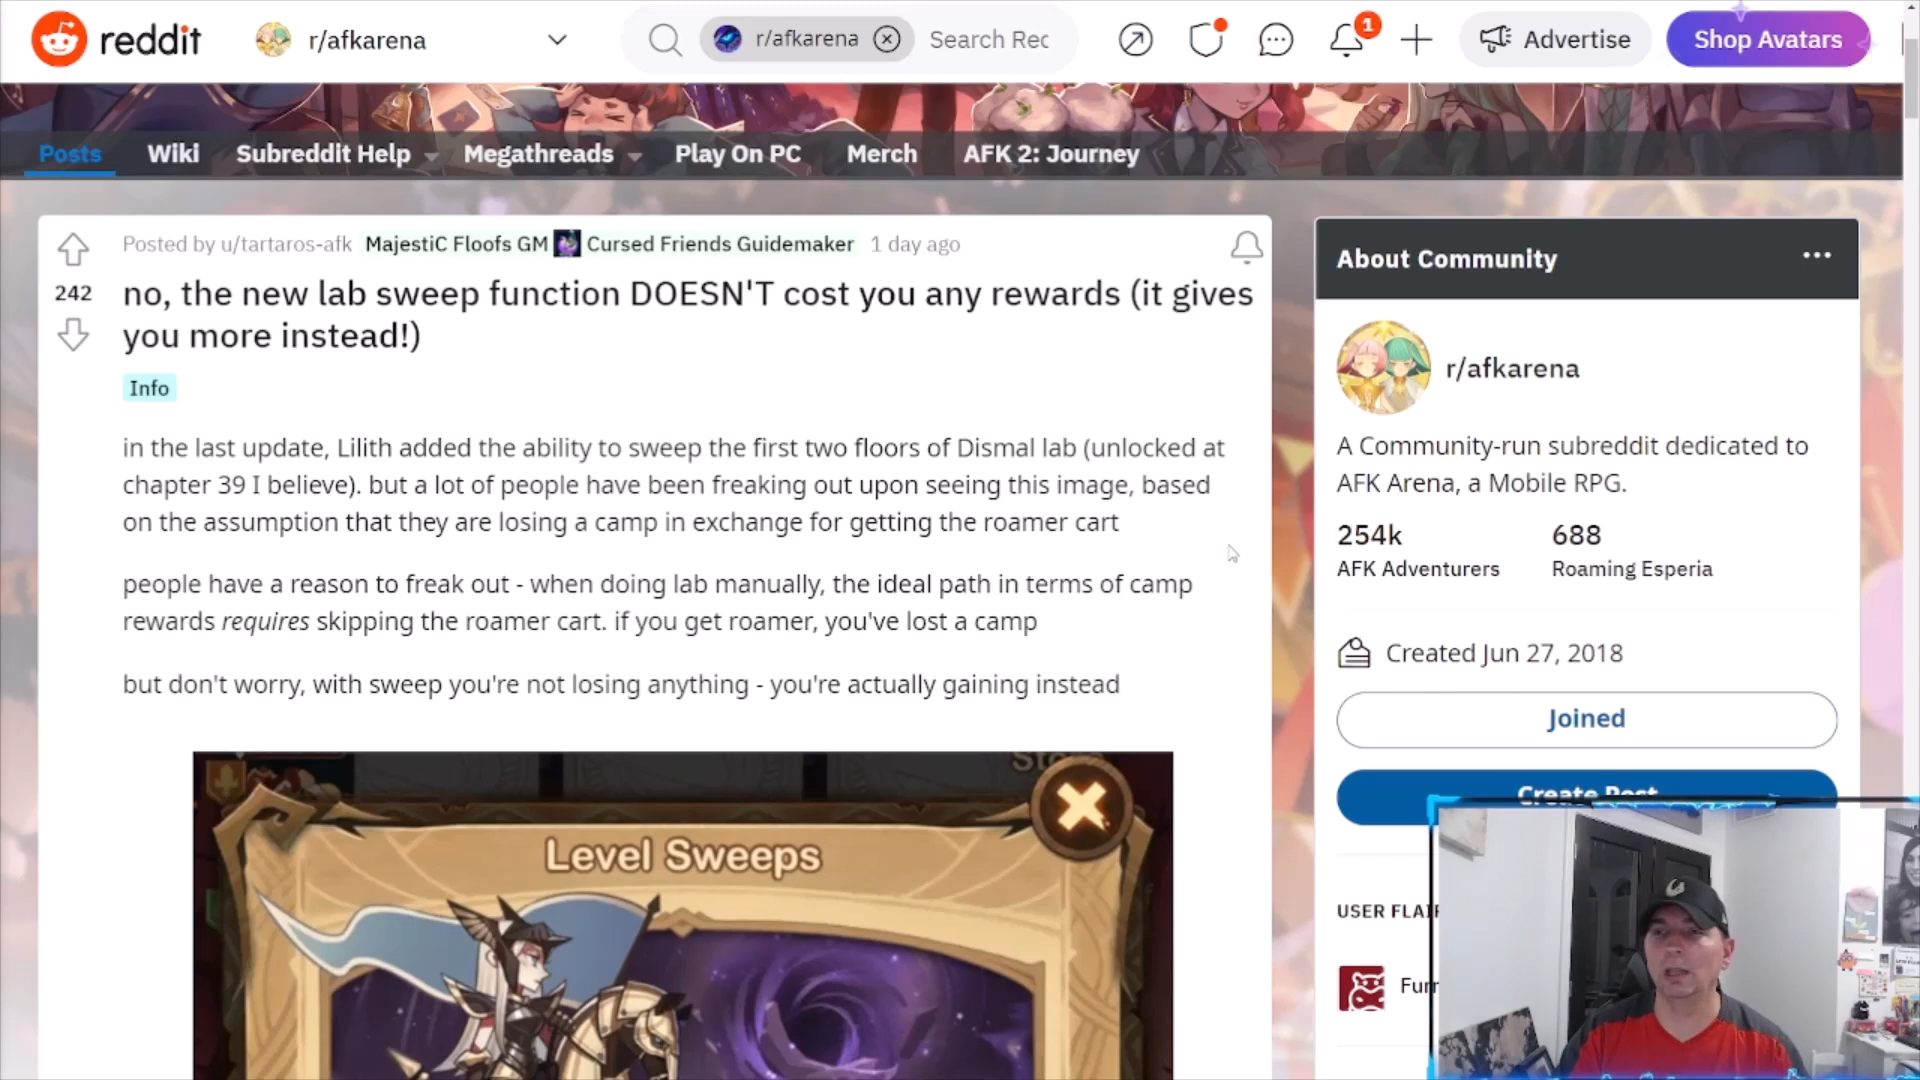 reddit r/afkarena r/afkarena Search Rec 1 Advertise Shop Avatars
Posts Wiki Subreddit Help Megathreads Play On PC Merch AFK 2: Journey
Posted by u/tartaros-afk MajestiC Floofs GM Cursed Friends Guidemaker 1 day ago
242
no, the new lab sweep function DOESN'T cost you any rewards (it gives
you more instead!)
Info
in the last update, Lilith added the ability to sweep the first two floors of Dismal lab (unlocked at
chapter 39 I believe). but a lot of people have been freaking out upon seeing this image, based
on the assumption that they are losing a camp in exchange for getting the roamer cart
people have a reason to freak out - when doing lab manually, the ideal path in terms of camp
rewards requires skipping the roamer cart. if you get roamer, you've lost a camp
but don't worry, with sweep you're not losing anything - you're actually gaining instead
Level Sweeps
About Community
r/afkarena
A Community-run subreddit dedicated to
AFK Arena, a Mobile RPG.
254k 688
AFK Adventurers Roaming Esperia
Created Jun 27, 2018
Joined
Create Post
USER FLAI
Fur